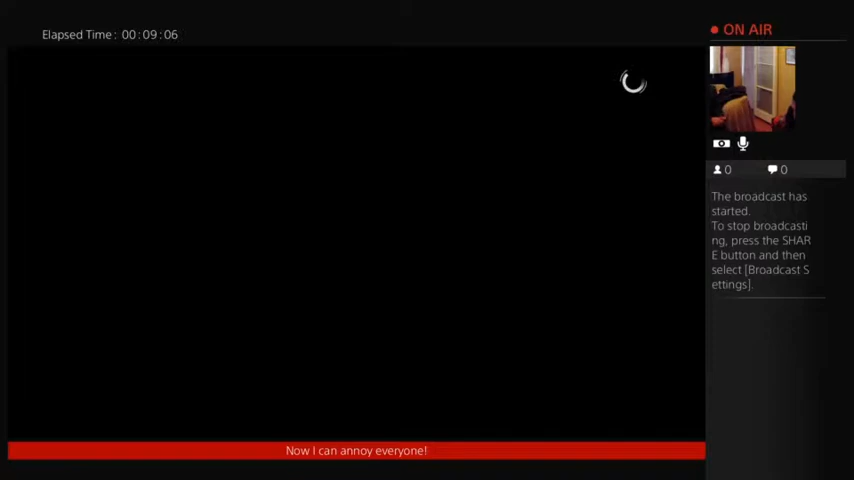 Elapsed Time : 00:09:06
ON AIR
0 0
The broadcast has
started.
To stop broadcasti
ng, press the SHAR
E button and then
select [Broadcast S
ettings].
Now I can annoy everyone!